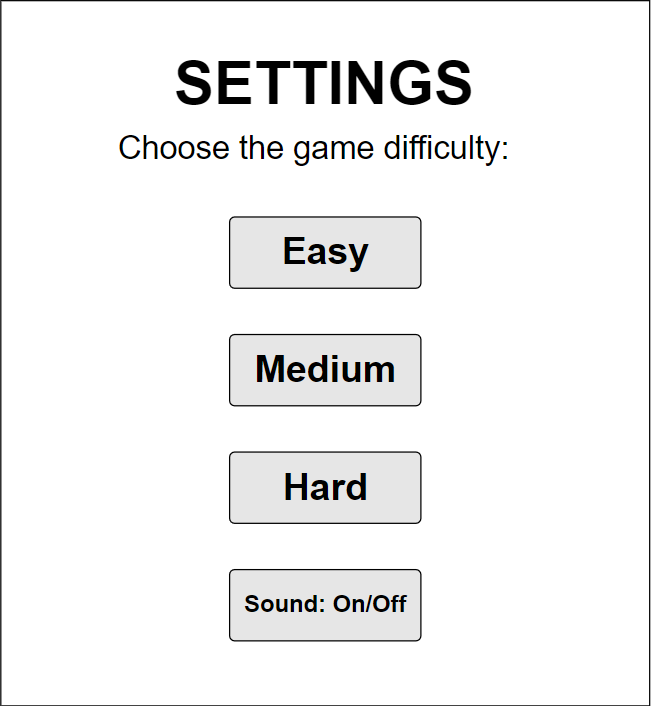 SETTINGS
Choose the game difficulty:
Easy
Medium
Hard
Sound: On/Off